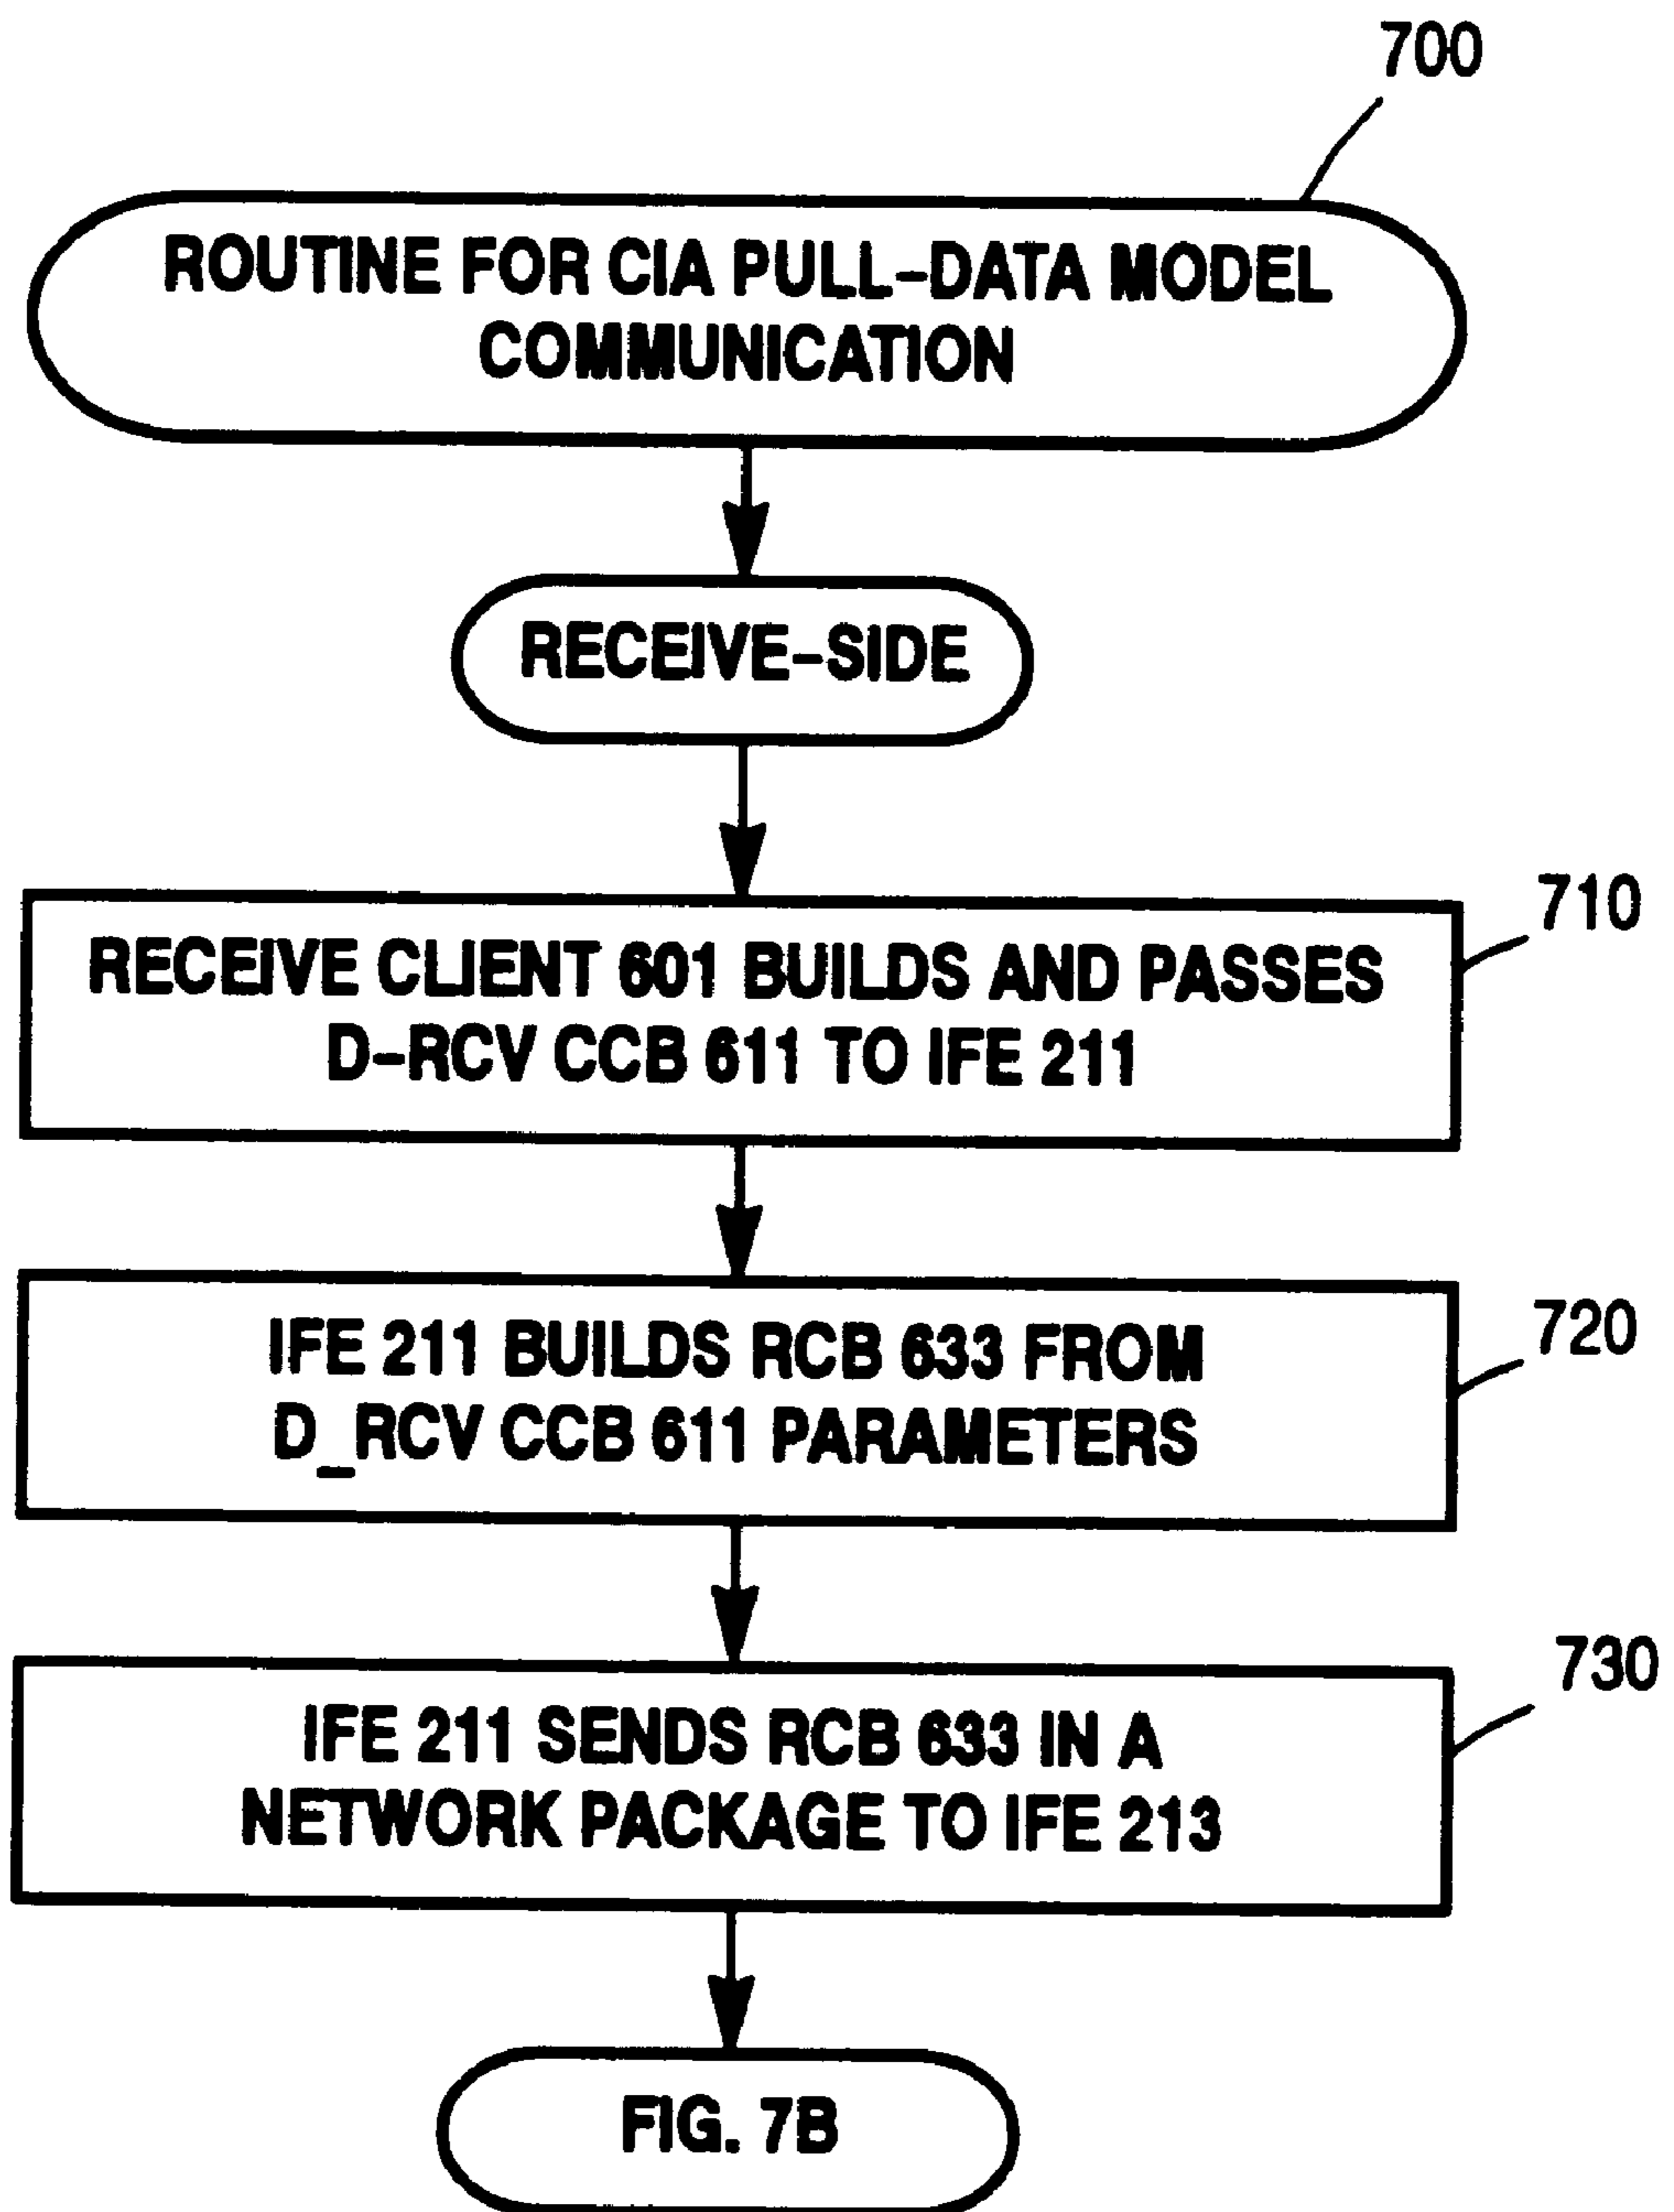 700
ROUTINE FOR CIA PULL-DATA MODEL
COMMUNICATION
RECEIVE-SIDE
710
RECEIVE CLIENT 601 BUILDS AND PASSES
D-RCV CCB 611 TO IFE 211
720
IFE 211 BUILDS RCB 633 FROM
D_RCV CCB 611 PARAMETERS
730
IFE 211 SENDS RCB 633 IN A
NETWORK PACKAGE TO IFE 213
FIG. 7B